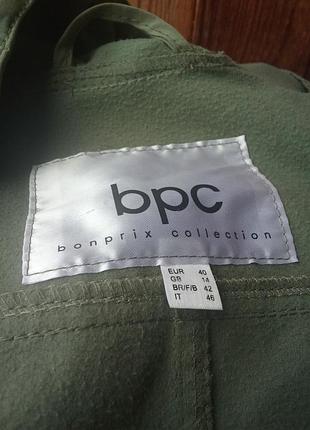 bpc
bonprix collection
EUR 40
GB 14
BR/F/B 42
IT 46